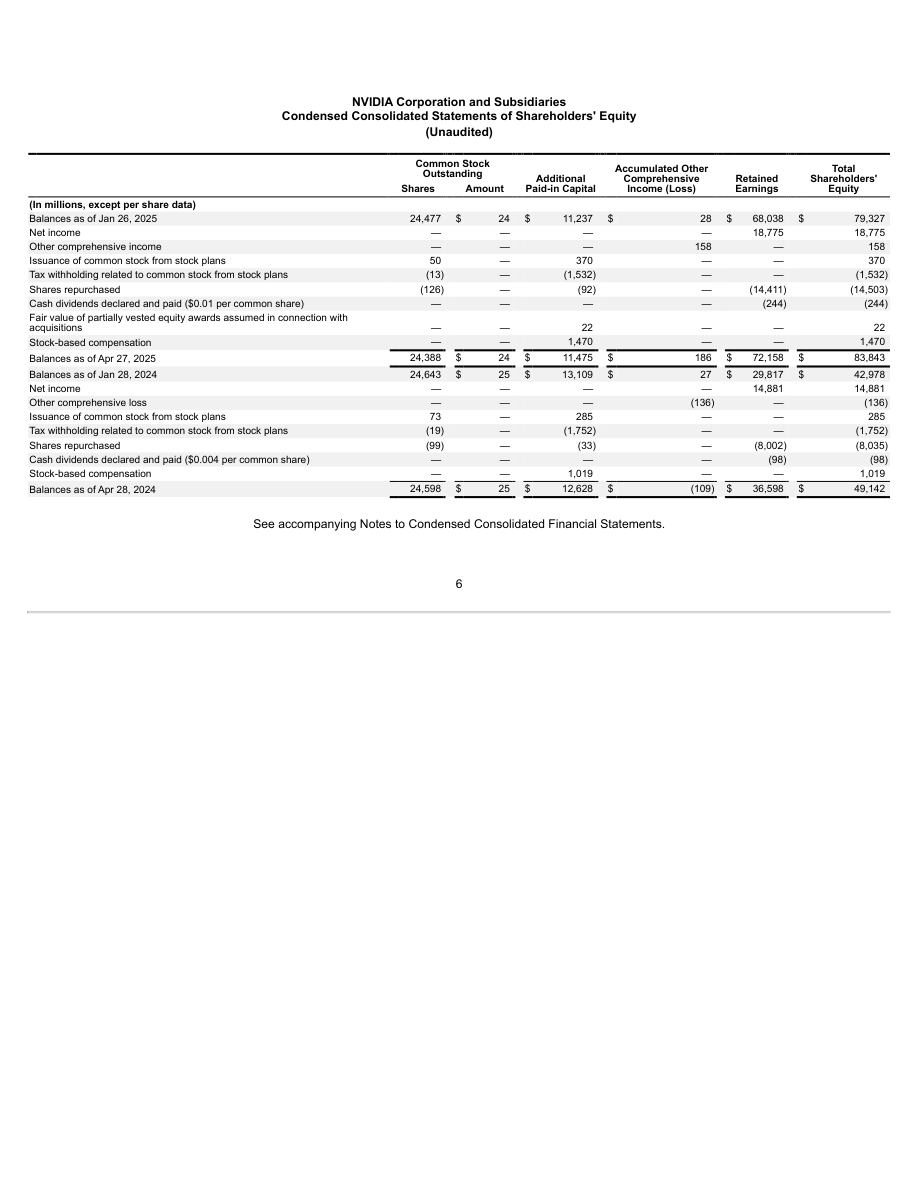 NVIDIA Corporation and Subsidiaries
Condensed Consolidated Statements of Shareholders' Equity
(Unaudited)
Common Stock Outstanding Additional Paid-in Capital Accumulated Other Comprehensive Income (Loss) Retained Earnings Total Shareholders' Equity
Shares Amount
(In millions, except per share data)
Balances as of Jan 26, 2025 24,477 $ 24 $ 11,237 $ 28 $ 68,038 $ 79,327
Net income — — — — 18,775 18,775
Other comprehensive income — — — 158 — 158
Issuance of common stock from stock plans 50 — 370 — — 370
Tax withholding related to common stock from stock plans (13) — (1,532) — — (1,532)
Shares repurchased (126) — (92) — (14,411) (14,503)
Cash dividends declared and paid ($0.01 per common share) — — — — (244) (244)
Fair value of partially vested equity awards assumed in connection with
acquisitions — — 22 — — 22
Stock-based compensation — — 1,470 — — 1,470
Balances as of Apr 27, 2025 24,388 $ 24 $ 11,475 $ 186 $ 72,158 $ 83,843
Balances as of Jan 28, 2024 24,643 $ 25 $ 13,109 $ 27 $ 29,817 $ 42,978
Net income — — — — 14,881 14,881
Other comprehensive loss — — — (136) — (136)
Issuance of common stock from stock plans 73 — 285 — — 285
Tax withholding related to common stock from stock plans (19) — (1,752) — — (1,752)
Shares repurchased (99) — (33) — (8,002) (8,035)
Cash dividends declared and paid ($0.004 per common share) — — — — (98) (98)
Stock-based compensation — — 1,019 — — 1,019
Balances as of Apr 28, 2024 24,598 $ 25 $ 12,628 $ (109) $ 36,598 $ 49,142
See accompanying Notes to Condensed Consolidated Financial Statements.
6